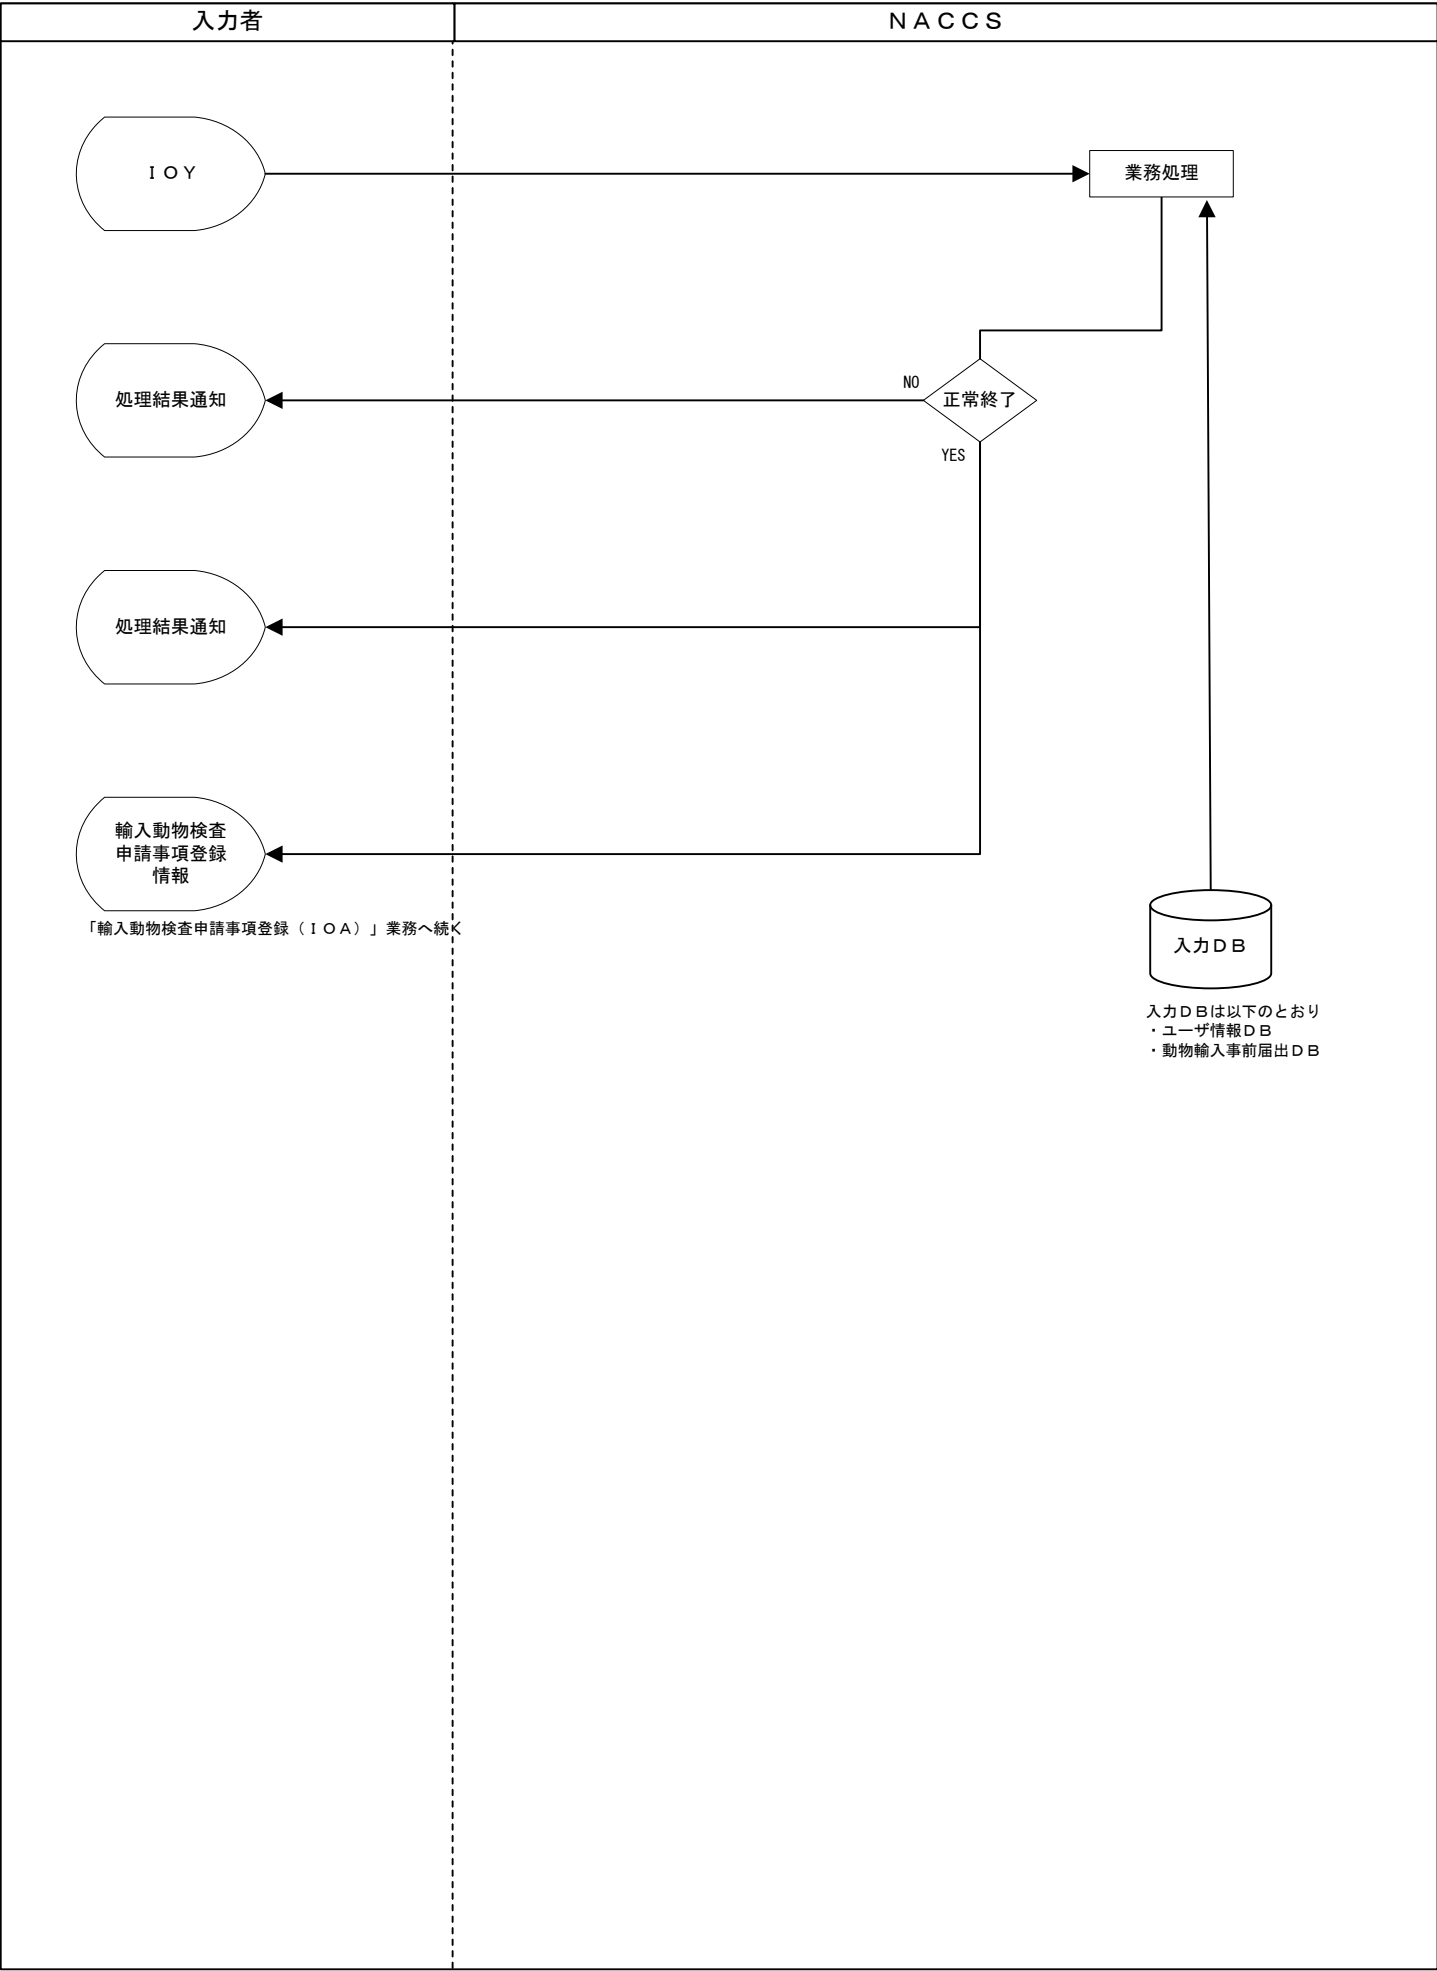 入力者
ＮＡＣＣＳ
ＩＯＹ
業務処理
処理結果通知
NO
正常終了
YES
処理結果通知
輸入動物検査
申請事項登録
情報
「輸入動物検査申請事項登録（ＩＯＡ）」業務へ続く
入力ＤＢ
入力ＤＢは以下のとおり
・ユーザ情報ＤＢ
・動物輸入事前届出ＤＢ